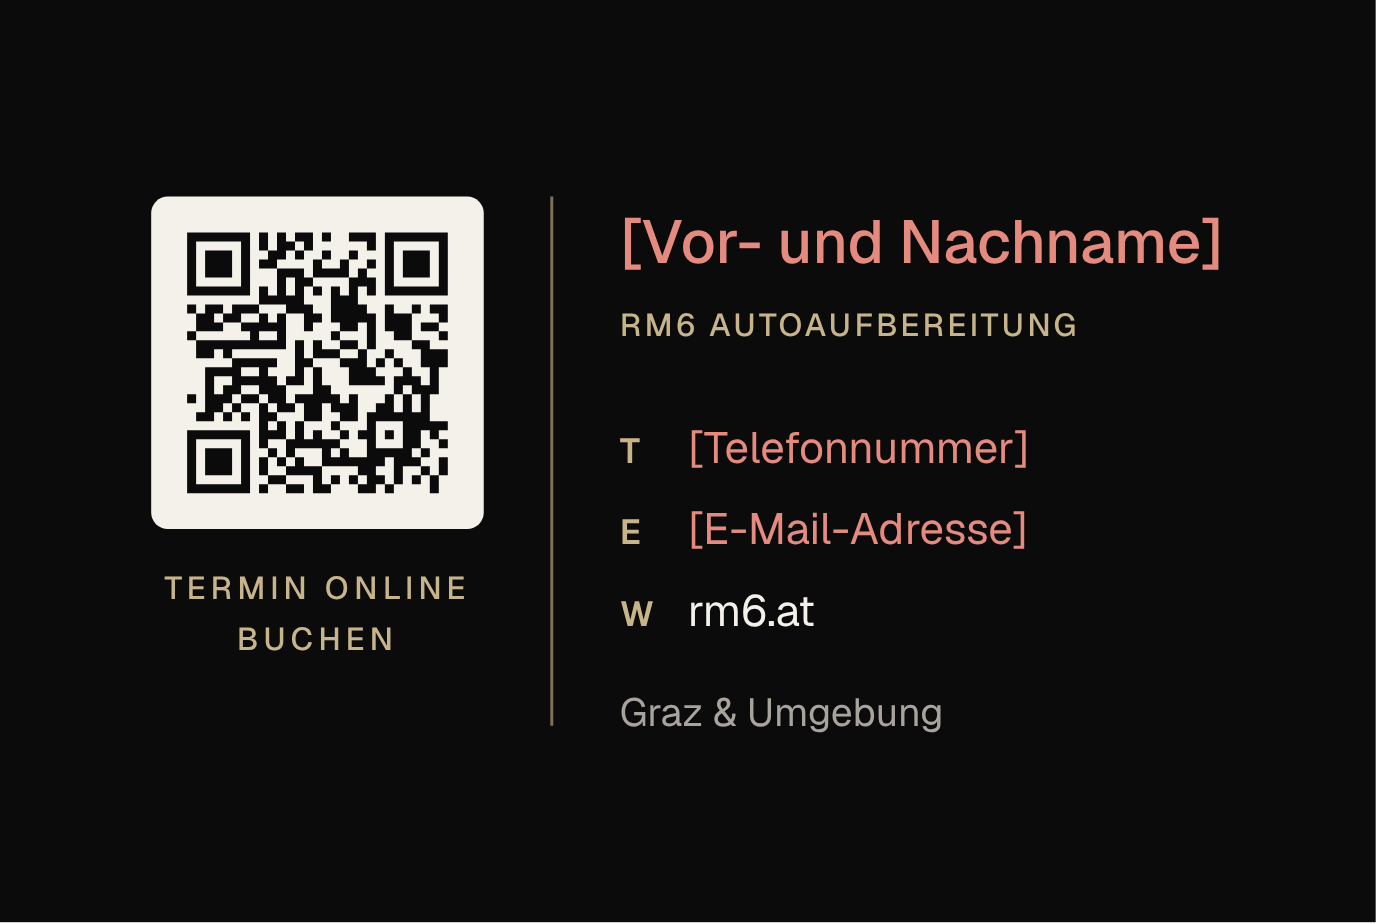 TERMIN ONLINE
BUCHEN
[Vor- und Nachname]
RM6 AUTOAUFBEREITUNG
T [Telefonnummer]
E [E-Mail-Adresse]
W rm6.at
Graz & Umgebung